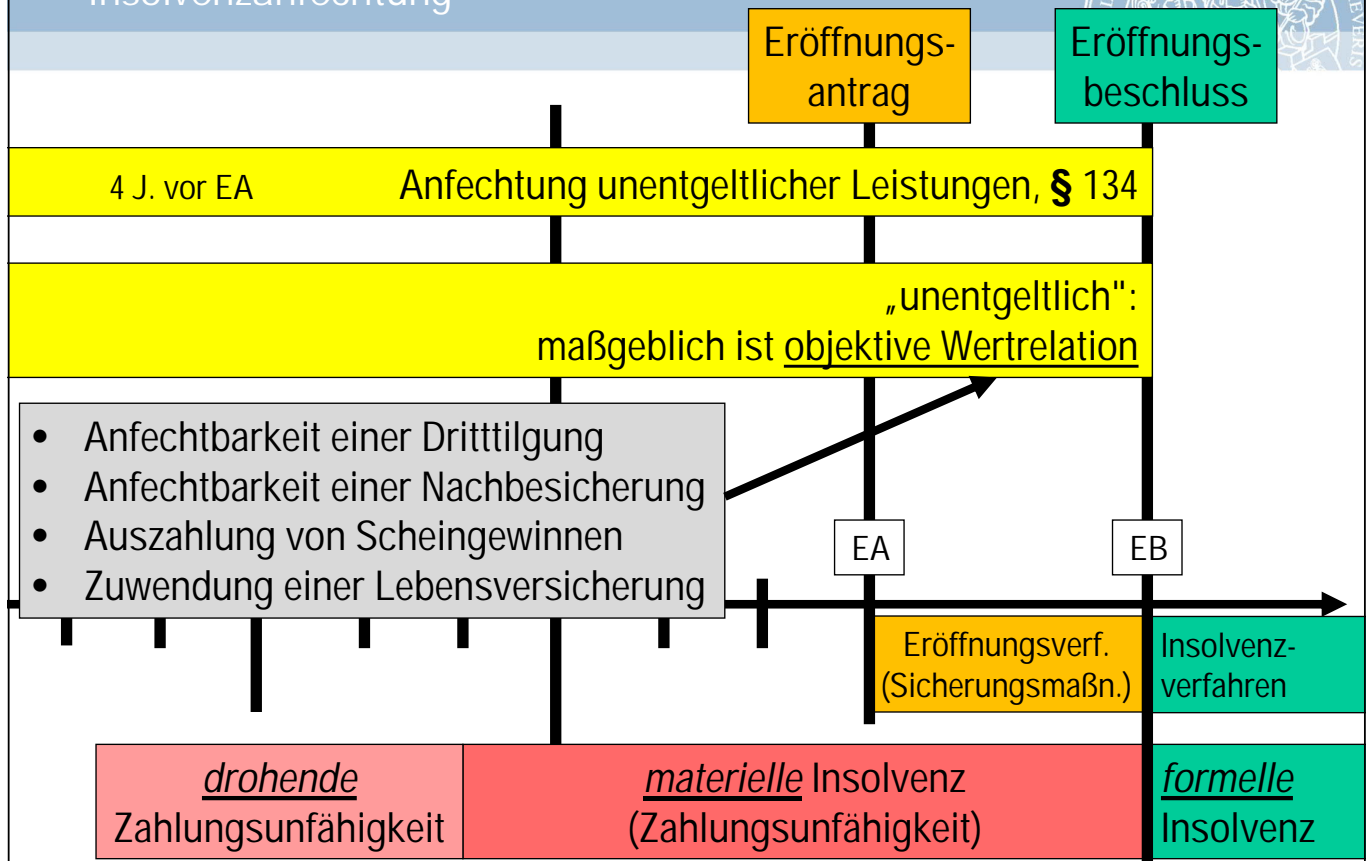 Insolvenzanfechtung
Eröffnungs-
antrag
Eröffnungs-
beschluss
4 J. vor EA
Anfechtung unentgeltlicher Leistungen, § 134
„unentgeltlich":
maßgeblich ist objektive Wertrelation
• Anfechtbarkeit einer Dritttilgung
• Anfechtbarkeit einer Nachbesicherung
• Auszahlung von Scheingewinnen
• Zuwendung einer Lebensversicherung
EA
EB
Eröffnungsverf.
(Sicherungsmaßn.)
Insolvenz-
verfahren
drohende
Zahlungsunfähigkeit
materielle Insolvenz
(Zahlungsunfähigkeit)
formelle
Insolvenz